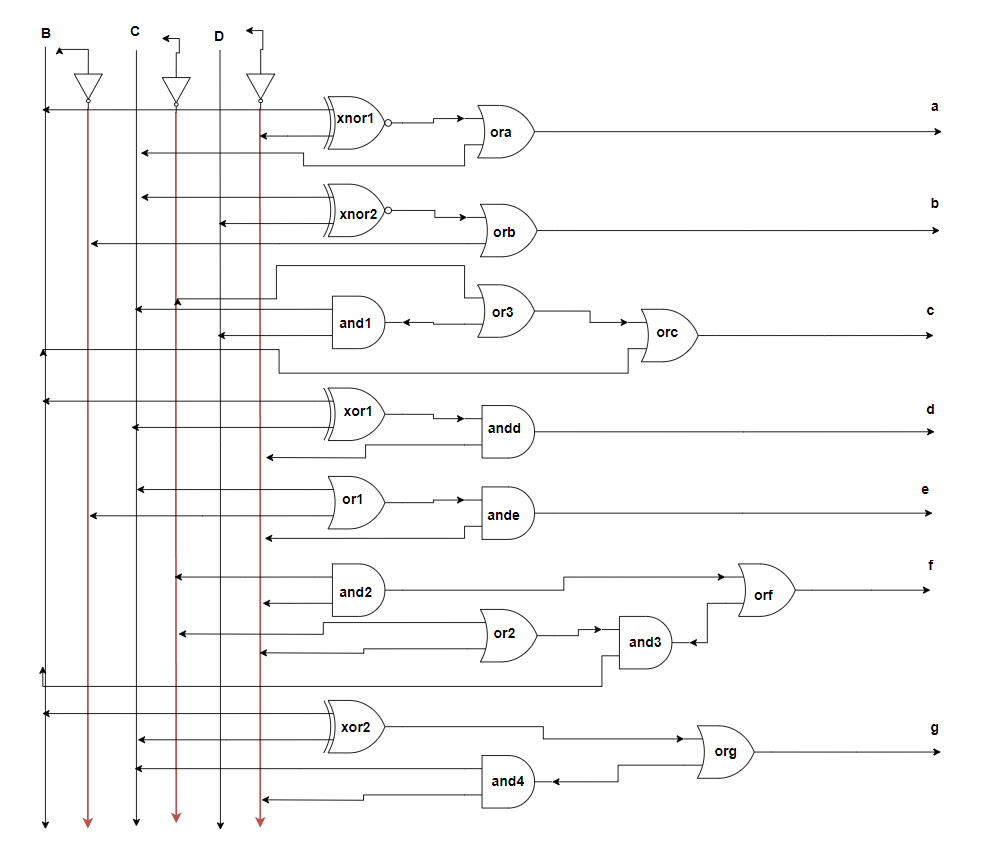 B C D
xnor1
ora
a
xnor2
orb
b
and1
or3
orc
c
xor1
andd
d
or1
ande
e
and2
orf
f
or2
and3
xor2
org
g
and4